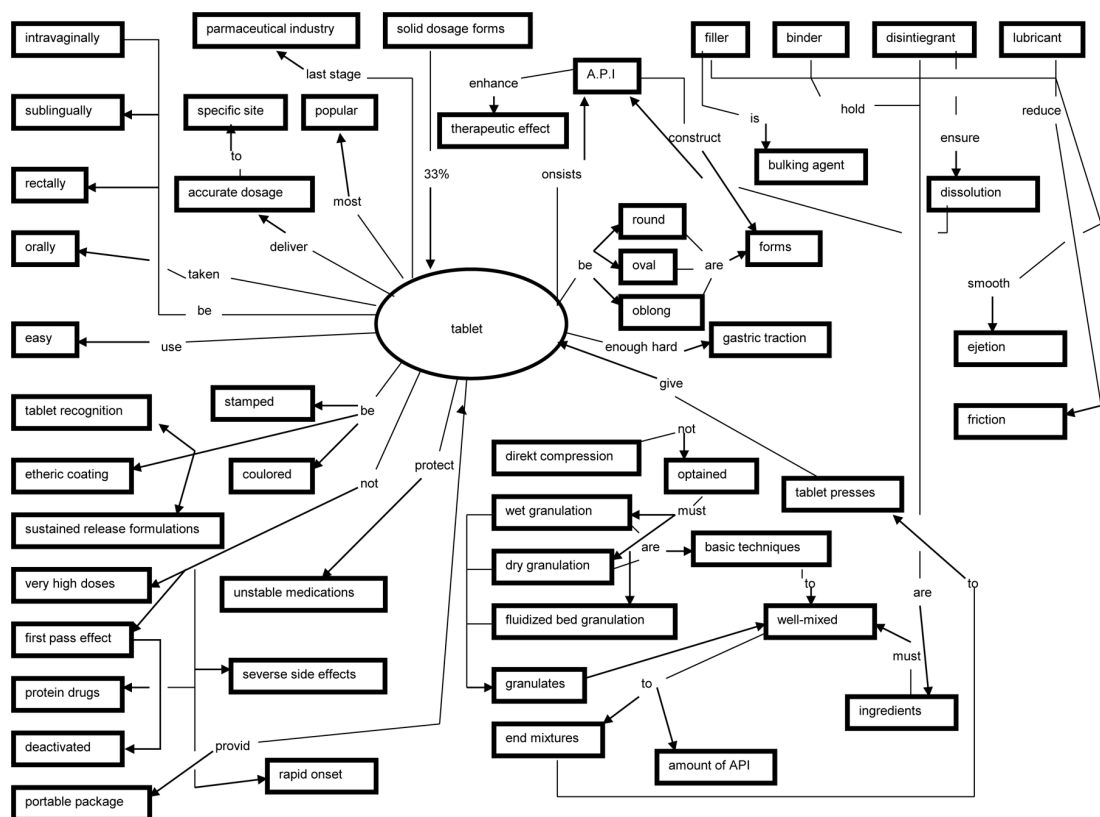 intravaginally
parmaceutical industry
solid dosage forms
filler
binder
disintiegrant
lubricant
last stage
enhance
A.P.I
sublingually
specific site
popular
therapeutic effect
is
hold
reduce
construct
ensure
to
bulking agent
33%
onsists
rectally
accurate dosage
most
dissolution
deliver
round
orally
be
oval
are
forms
taken
smooth
be
oblong
tablet
easy
use
enough hard
gastric traction
ejetion
give
stamped
be
tablet recognition
friction
not
direkt compression
protect
etheric coating
coulored
optained
not
tablet presses
wet granulation
must
sustained release formulations
are
basic techniques
dry granulation
very high doses
unstable medications
to
to
are
fluidized bed granulation
well-mixed
first pass effect
must
severse side effects
granulates
to
protein drugs
ingredients
end mixtures
deactivated
provid
amount of API
rapid onset
portable package